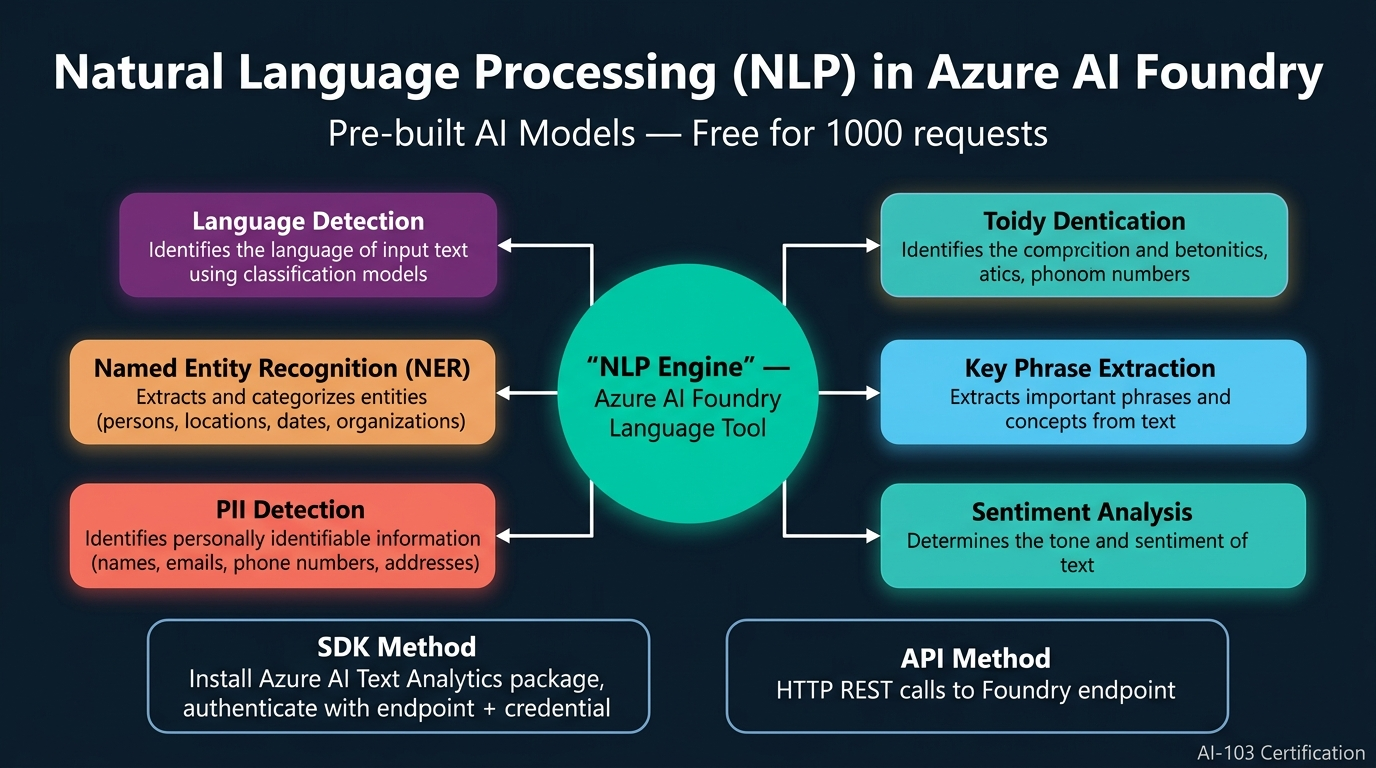 Natural Language Processing (NLP) in Azure AI Foundry
Pre-built AI Models — Free for 1000 requests
Language Detection
Identifies the language of input text
using classification models
Named Entity Recognition (NER)
Extracts and categorizes entities
(persons, locations, dates, organizations)
PII Detection
Identifies personally identifiable information
(names, emails, phone numbers, addresses)
“NLP Engine” —
Azure AI Foundry
Language Tool
Toidy Dentication
Identifies the and betonitics,
atics, phonom numbers
Key Phrase Extraction
Extracts important phrases and
concepts from text
Sentiment Analysis
Determines the tone and sentiment of
text
SDK Method
Install Azure AI Text Analytics package,
authenticate with endpoint + credential
API Method
HTTP REST calls to Foundry endpoint
AI-103 Certification